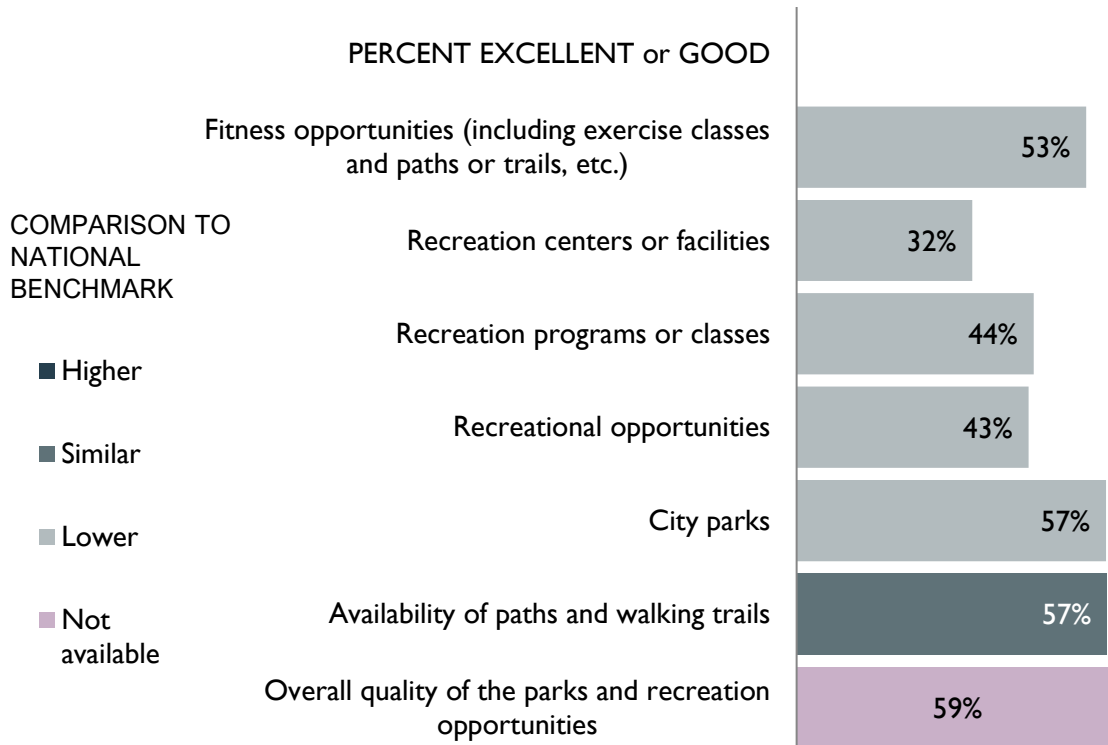 PERCENT EXCELLENT or GOOD
Fitness opportunities (including exercise classes
and paths or trails, etc.)
53%
COMPARISON TO
NATIONAL
BENCHMARK
Recreation centers or facilities
32%
Recreation programs or classes
44%
Higher
Recreational opportunities
43%
Similar
City parks
57%
Lower
Availability of paths and walking trails
57%
Not
available
Overall quality of the parks and recreation
opportunities
59%